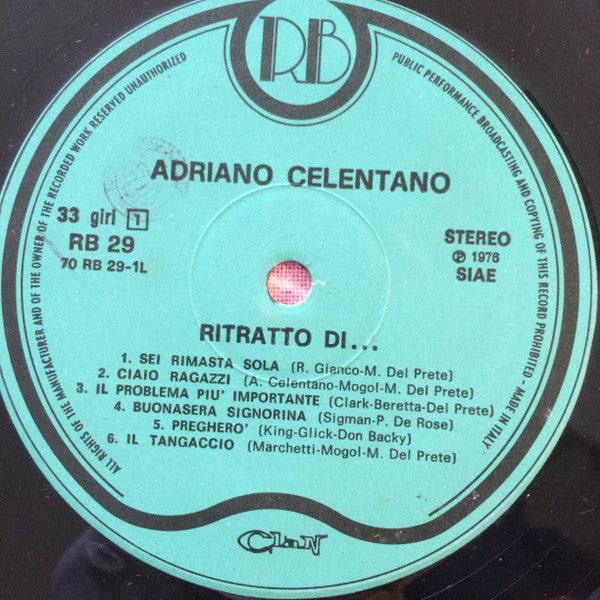 RB
ALL RIGHTS OF THE MANUFACTURER AND OF THE OWNER OF THE RECORDED WORK RESERVED UNAUTHORIZED
PUBLIC PERFORMANCE BROADCASTING AND COPYING OF THIS RECORD PROHIBITED - MADE IN ITALY
ADRIANO CELENTANO
33 giri 1
RB 29
70 RB 29-1L
STEREO
℗ 1976
SIAE
RITRATTO DI...
1. SEI RIMASTA SOLA (R. Gianco-M. Del Prete)
2. CIAIO RAGAZZI (A. Celentano-Mogol-M. Del Prete)
3. IL PROBLEMA PIU' IMPORTANTE (Clark-Beretta-Del Prete)
4. BUONASERA SIGNORINA (Sigman-P. De Rose)
5. PREGHERO' (King-Glick-Don Backy)
6. IL TANGACCIO (Marchetti-Mogol-M. Del Prete)
CLAN